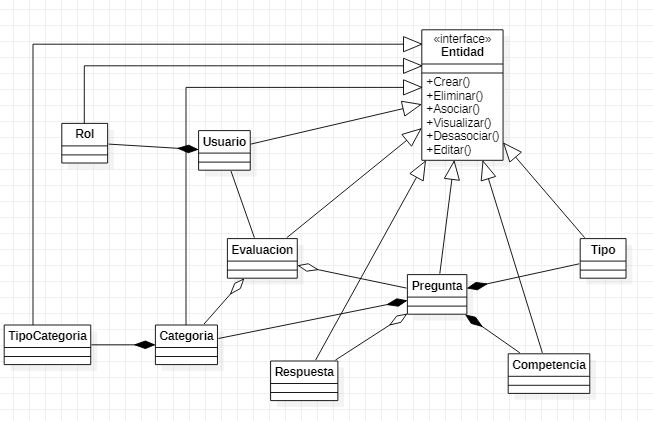 «interface»
Entidad
+Crear()
+Eliminar()
+Asociar()
+Visualizar()
+Desasociar()
+Editar()
Rol
Usuario
Evaluacion
Tipo
Pregunta
TipoCategoria
Categoria
Respuesta
Competencia